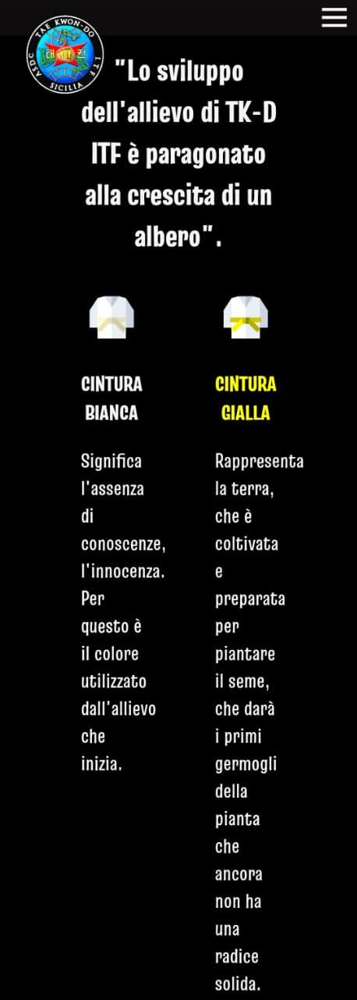 TAE KWON-DO
ASDC
I T F
SICILIA
"Lo sviluppo
dell'allievo di TK-D
ITF è paragonato
alla crescita di un
albero".
CINTURA
BIANCA
Significa
l'assenza
di
conoscenze,
l'innocenza.
Per
questo è
il colore
utilizzato
dall'allievo
che
inizia.
CINTURA
GIALLA
Rappresenta
la terra,
che è
coltivata
e
preparata
per
piantare
il seme,
che darà
i primi
germogli
della
pianta
che
ancora
non ha
una
radice
solida.